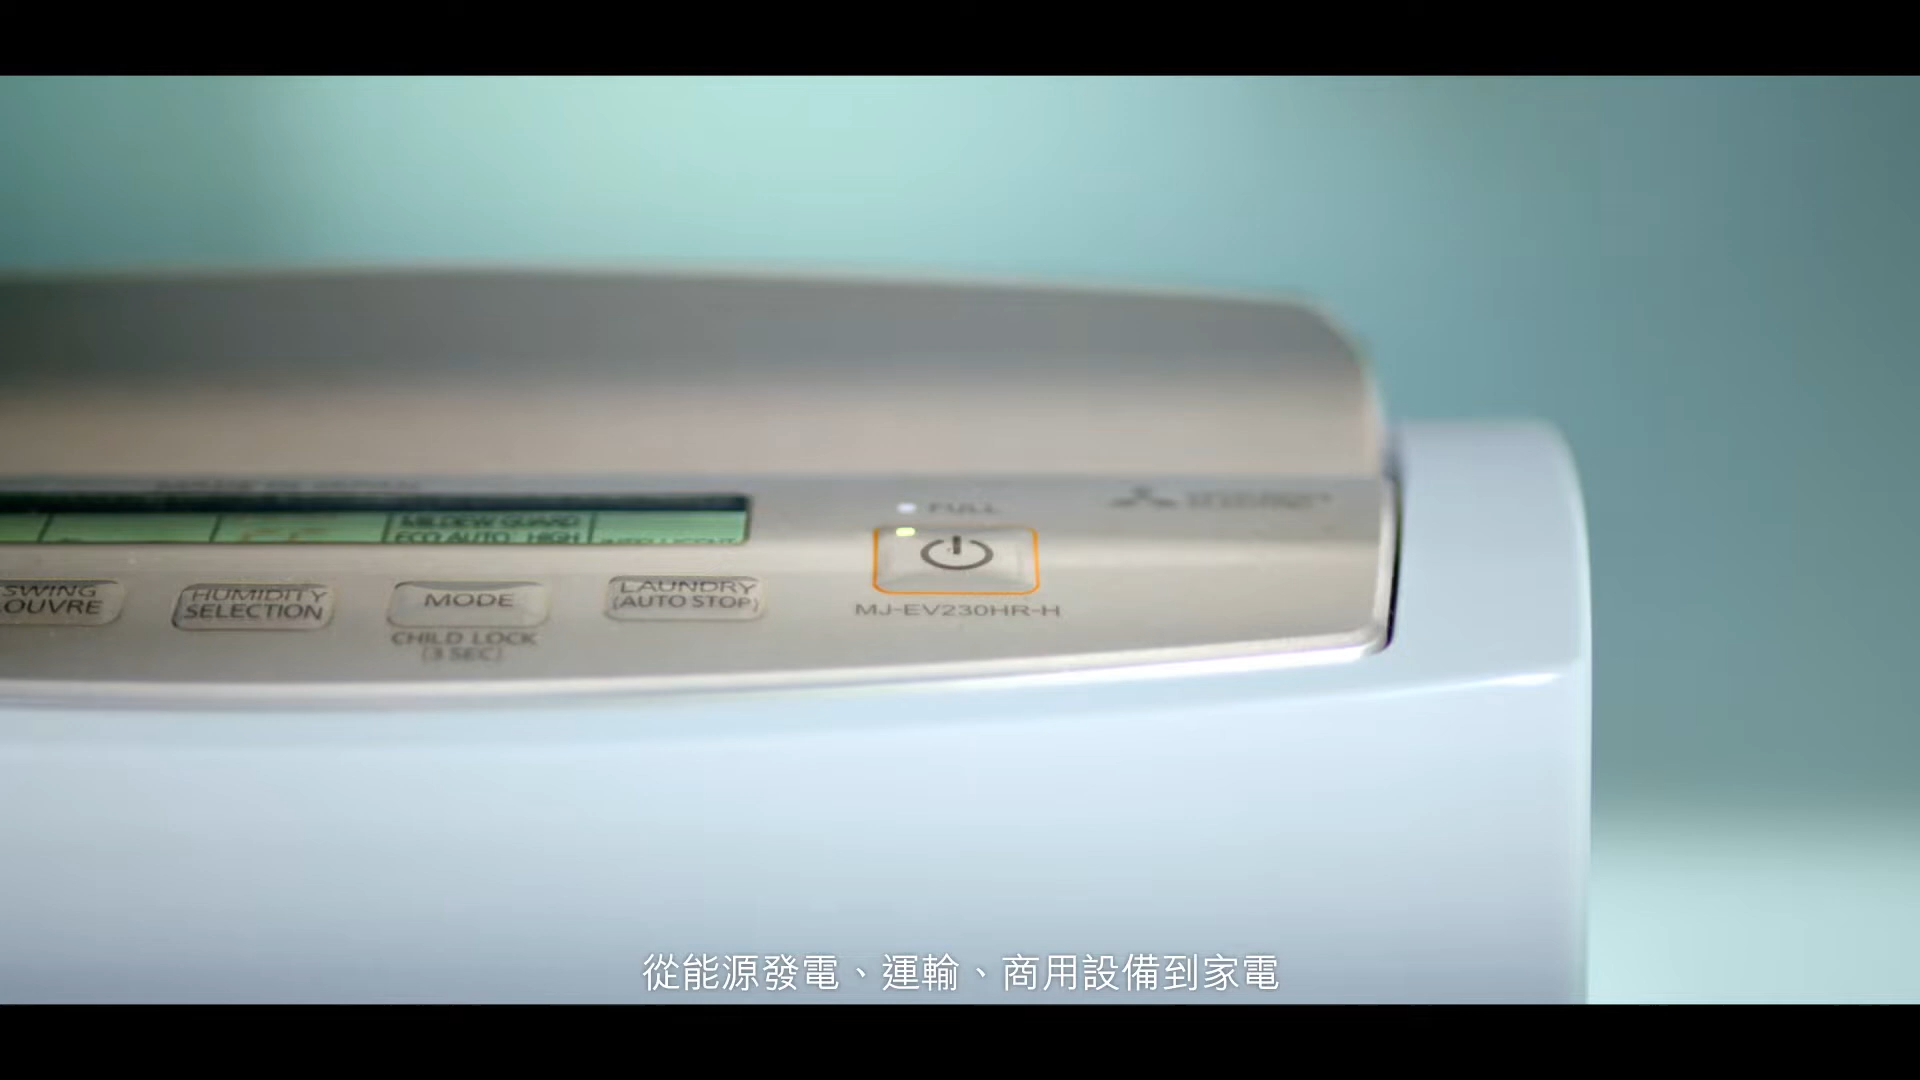 FULL
MILDEW GUARD
ECO AUTO HIGH
INTELLIGENT
SWING
LOUVRE
HUMIDITY
SELECTION
MODE
CHILD LOCK
(3 SEC)
LAUNDRY
(AUTO STOP)
MJ-EV230HR-H
從能源發電、運輸、商用設備到家電